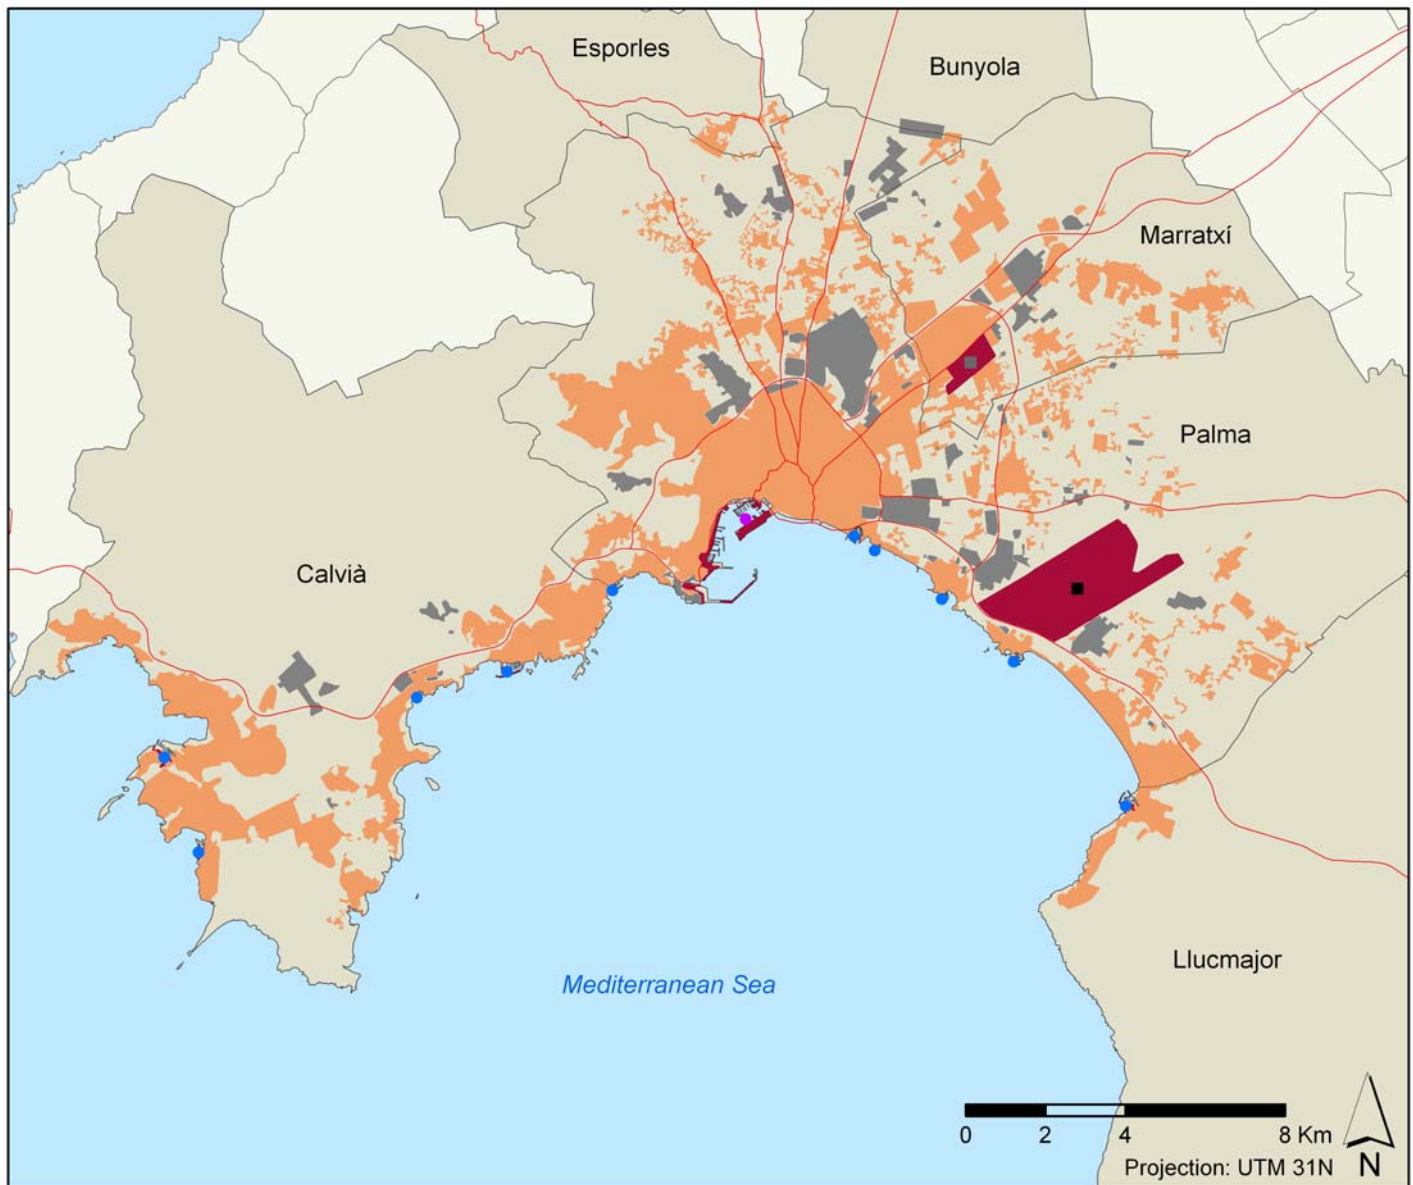 Esporles
Bunyola
Marratxí
Palma
Calvià
Llucmajor
Mediterranean Sea
0 2 4 8 Km
Projection: UTM 31N
N